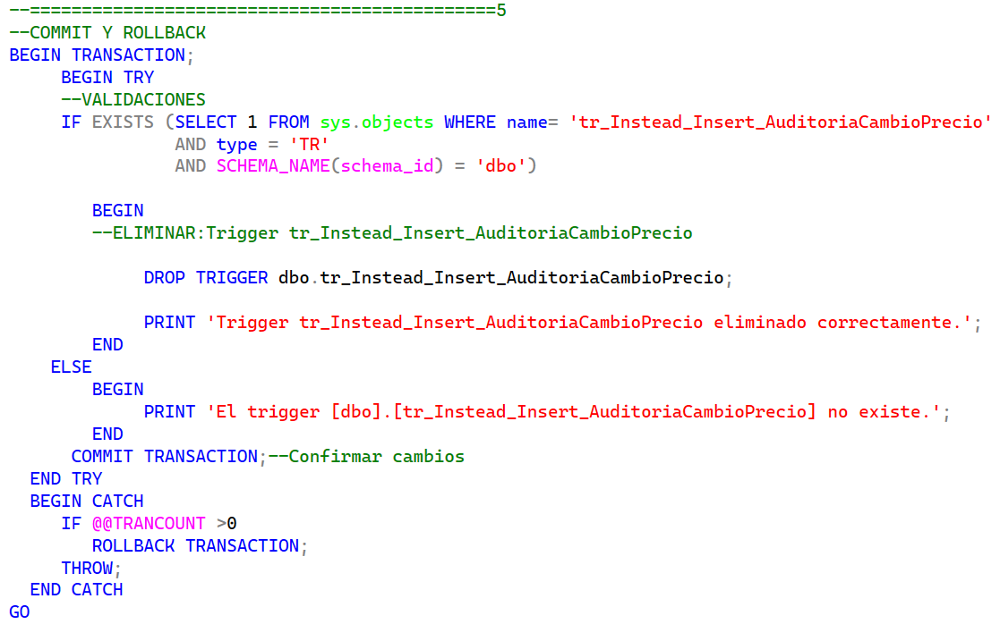 --=============================================5
--COMMIT Y ROLLBACK
BEGIN TRANSACTION;
BEGIN TRY
--VALIDACIONES
IF EXISTS (SELECT 1 FROM sys.objects WHERE name= 'tr_Instead_Insert_AuditoriaCambioPrecio'
AND type = 'TR'
AND SCHEMA_NAME(schema_id) = 'dbo')
BEGIN
--ELIMINAR:Trigger tr_Instead_Insert_AuditoriaCambioPrecio
DROP TRIGGER dbo.tr_Instead_Insert_AuditoriaCambioPrecio;
PRINT 'Trigger tr_Instead_Insert_AuditoriaCambioPrecio eliminado correctamente.';
END
ELSE
BEGIN
PRINT 'El trigger [dbo].[tr_Instead_Insert_AuditoriaCambioPrecio] no existe.';
END
COMMIT TRANSACTION;--Confirmar cambios
END TRY
BEGIN CATCH
IF @@TRANCOUNT >0
ROLLBACK TRANSACTION;
THROW;
END CATCH
GO